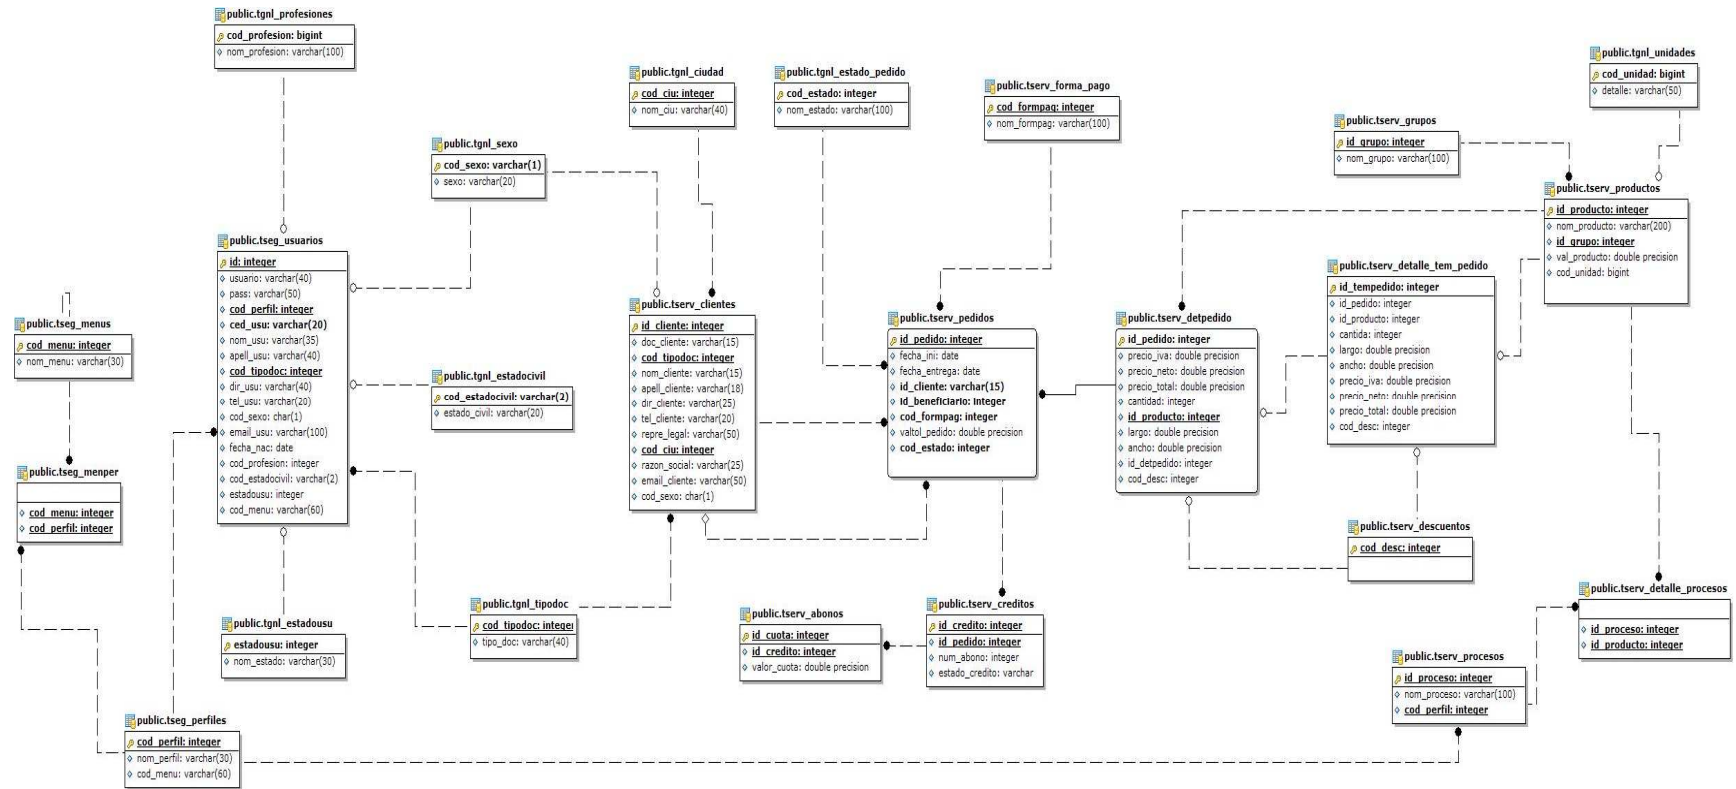 public.tgnl_profesiones
cod_profesion: bigint
nom_profesion: varchar(100)
public.tgnl_ciudad
cod_ciu: integer
nom_ciu: varchar(40)
public.tgnl_estado_pedido
cod_estado: integer
nom_estado: varchar(100)
public.tserv_forma_pago
cod_formpag: integer
nom_formpag: varchar(100)
public.tgnl_unidades
cod_unidad: bigint
detalle: varchar(50)
public.tserv_grupos
id_grupo: integer
nom_grupo: varchar(100)
public.tgnl_sexo
cod_sexo: varchar(1)
sexo: varchar(20)
public.tserv_productos
id_producto: integer
nom_producto: varchar(200)
id_grupo: integer
val_producto: double precision
cod_unidad: bigint
public.tseg_usuarios
id: integer
usuario: varchar(40)
pass: varchar(50)
cod_perfil: integer
ced_usu: varchar(20)
nom_usu: varchar(35)
apell_usu: varchar(40)
cod_tipodoc: integer
dir_usu: varchar(40)
tel_usu: varchar(20)
cod_sexo: char(1)
email_usu: varchar(100)
fecha_nac: date
cod_profesion: integer
cod_estadocivil: varchar(2)
estadousu: integer
cod_menu: varchar(60)
public.tserv_detalle_tem_pedido
id_tempedido: integer
id_pedido: integer
id_producto: integer
cantida: integer
largo: double precision
ancho: double precision
precio_iva: double precision
precio_neto: double precision
precio_total: double precision
cod_desc: integer
public.tserv_clientes
id_cliente: integer
doc_cliente: varchar(15)
cod_tipodoc: integer
nom_cliente: varchar(15)
apell_cliente: varchar(18)
dir_cliente: varchar(25)
tel_cliente: varchar(20)
repre_legal: varchar(50)
cod_ciu: integer
razon_social: varchar(25)
email_cliente: varchar(50)
cod_sexo: char(1)
public.tserv_pedidos
id_pedido: integer
fecha_ini: date
fecha_entrega: date
id_cliente: varchar(15)
id_beneficiario: integer
cod_formpag: integer
valtol_pedido: double precision
cod_estado: integer
public.tserv_detpedido
id_pedido: integer
precio_iva: double precision
precio_neto: double precision
precio_total: double precision
cantidad: integer
id_producto: integer
largo: double precision
ancho: double precision
id_detpedido: integer
cod_desc: integer
public.tseg_menus
cod_menu: integer
nom_menu: varchar(30)
public.tgnl_estadocivil
cod_estadocivil: varchar(2)
estado_civil: varchar(20)
public.tseg_menper
cod_menu: integer
cod_perfil: integer
public.tserv_descuentos
cod_desc: integer
public.tserv_detalle_procesos
id_proceso: integer
id_producto: integer
public.tgnl_tipodoc
cod_tipodoc: integer
tipo_doc: varchar(40)
public.tserv_abonos
id_cuota: integer
id_credito: integer
valor_cuota: double precision
public.tserv_creditos
id_credito: integer
id_pedido: integer
num_abono: integer
estado_credito: varchar
public.tgnl_estadousu
estadousu: integer
nom_estado: varchar(30)
public.tserv_procesos
id_proceso: integer
nom_proceso: varchar(100)
cod_perfil: integer
public.tseg_perfiles
cod_perfil: integer
nom_perfil: varchar(30)
cod_menu: varchar(60)